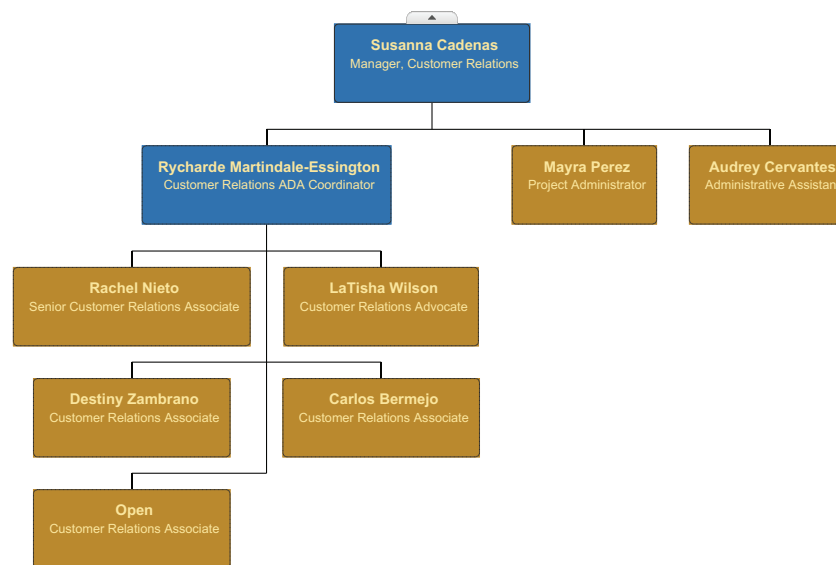 Susanna Cadenas
Manager, Customer Relations
Rycharde Martindale-Essington
Customer Relations ADA Coordinator
Mayra Perez
Project Administrator
Audrey Cervantes
Administrative Assistan
Rachel Nieto
Senior Customer Relations Associate
LaTisha Wilson
Customer Relations Advocate
Destiny Zambrano
Customer Relations Associate
Carlos Bermejo
Customer Relations Associate
Open
Customer Relations Associate